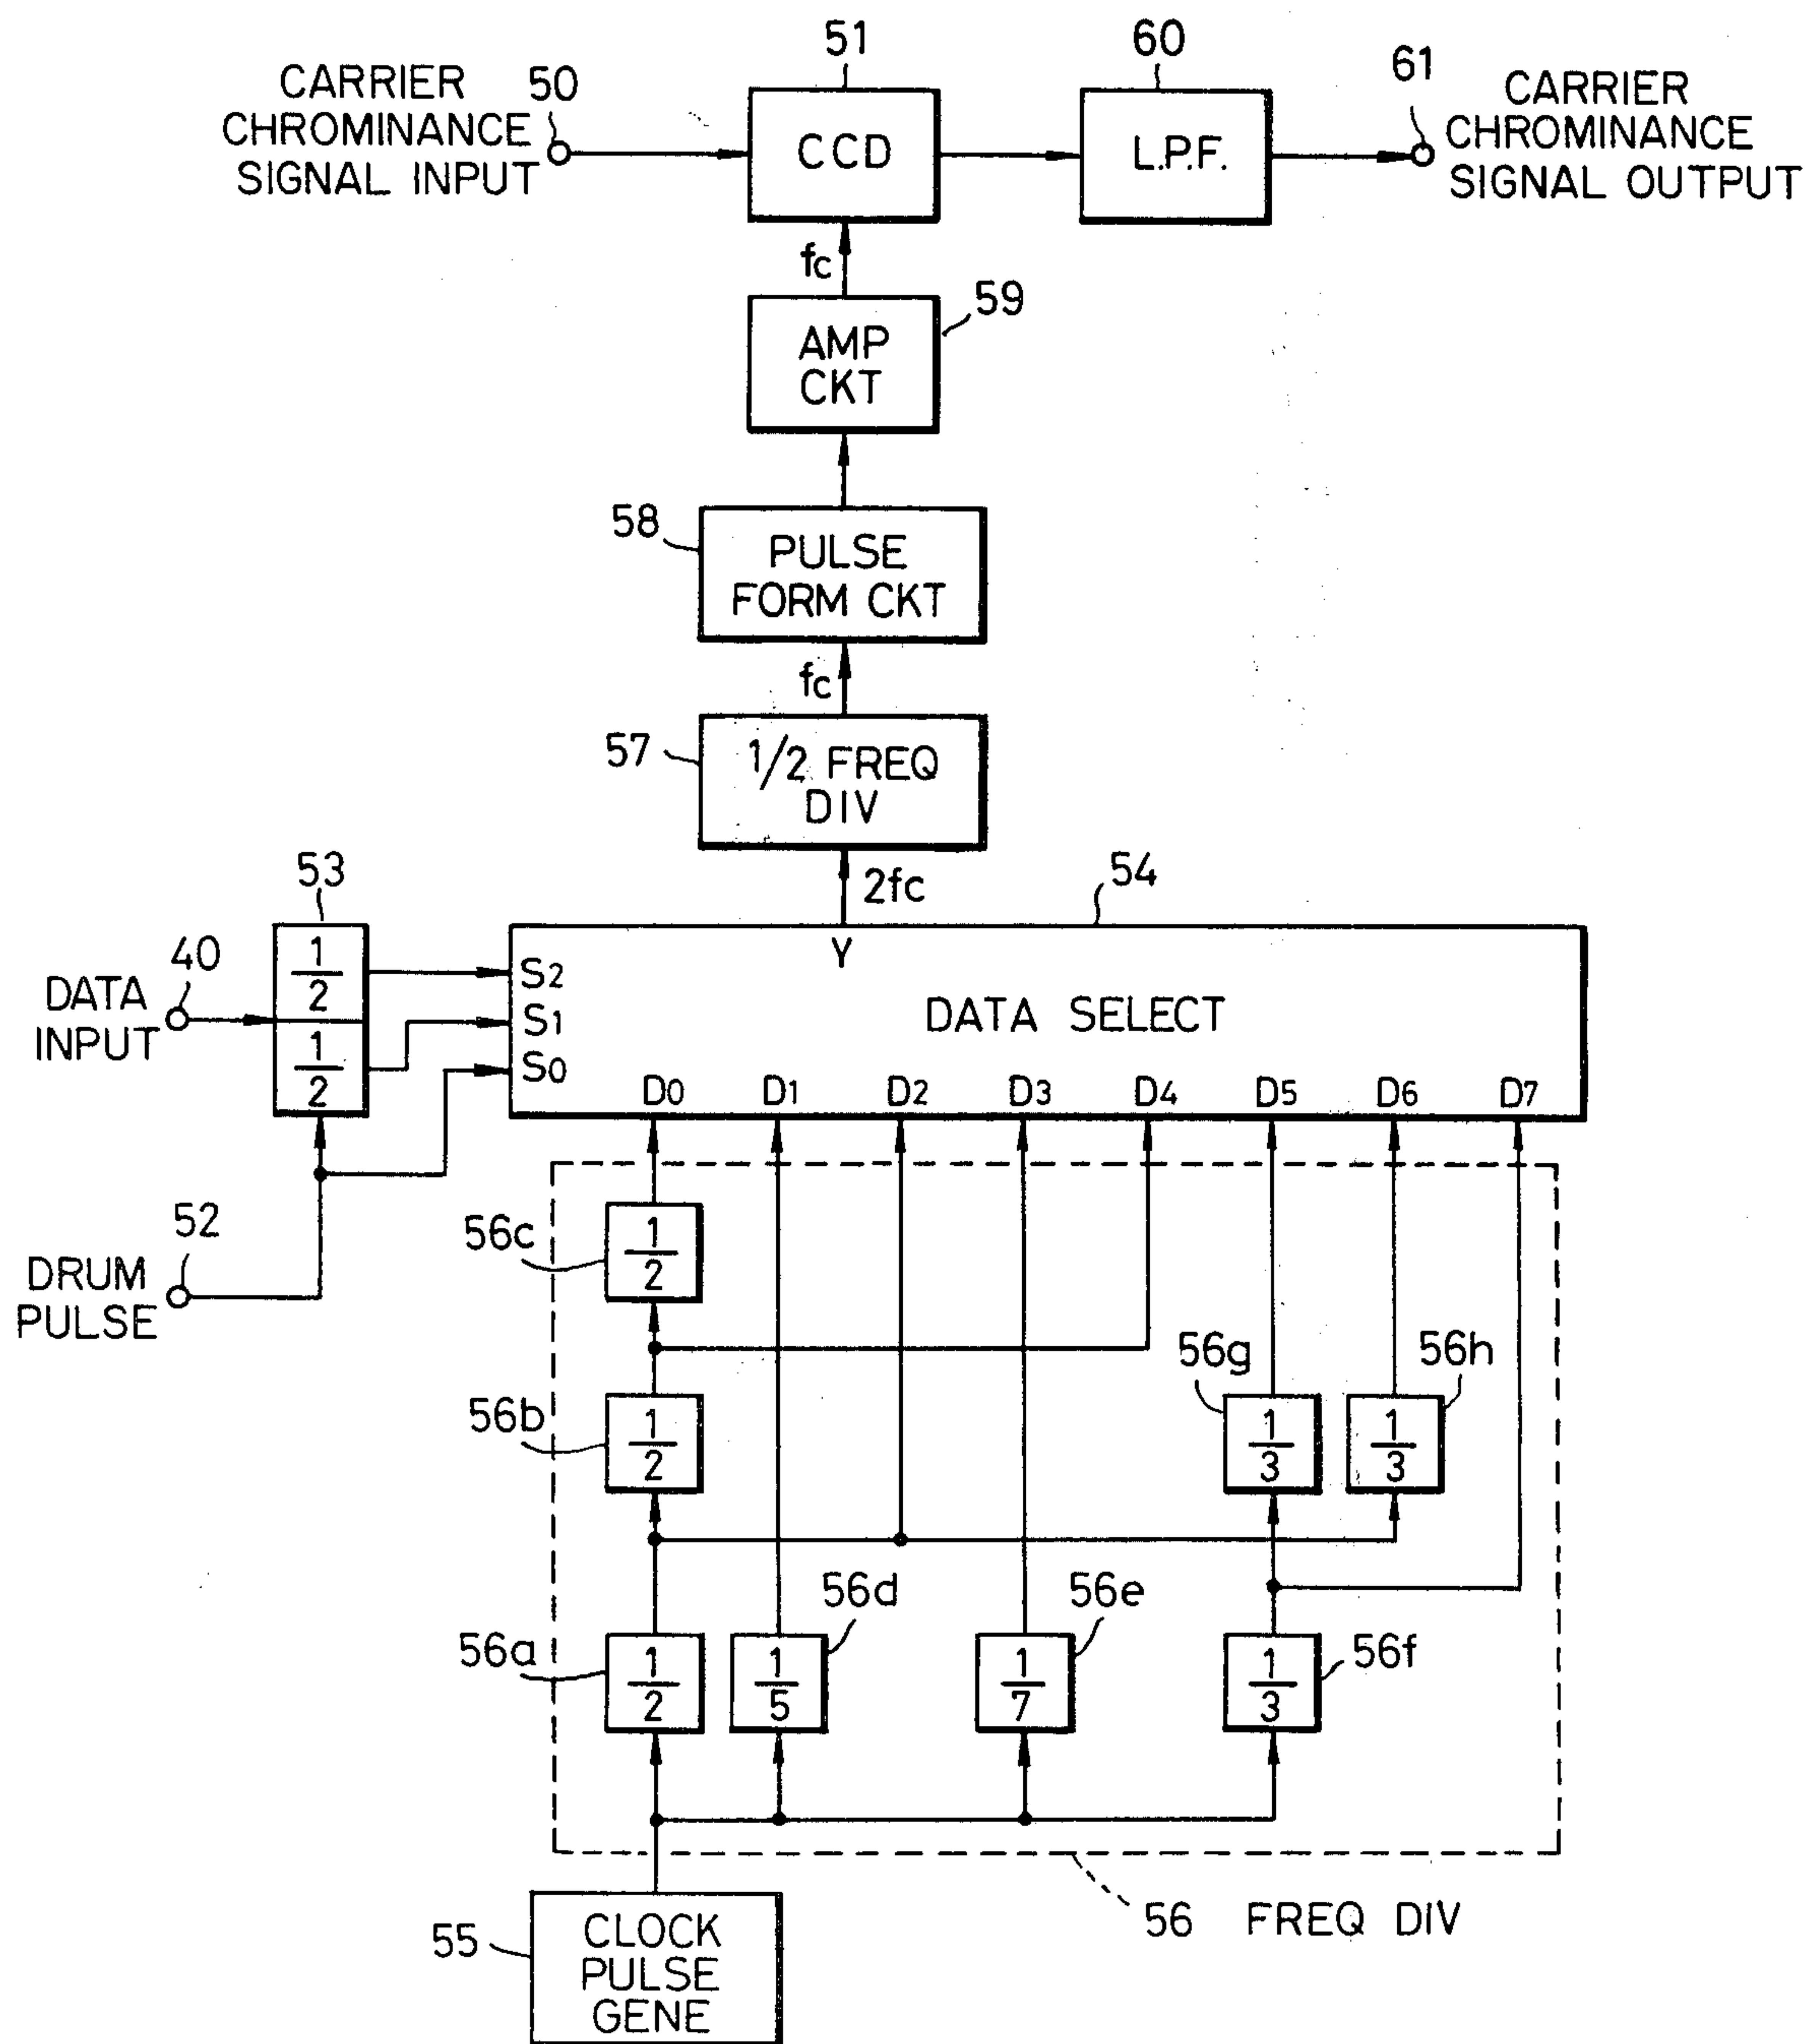 51
60
61
CARRIER
CHROMINANCE
SIGNAL INPUT
50
CCD
L.P.F.
CARRIER
CHROMINANCE
SIGNAL OUTPUT
fc
59
AMP
CKT
58
PULSE
FORM CKT
fc
57
1/2 FREQ
DIV
2fc
53
54
40
DATA
INPUT
1/2
1/2
S2
S1
S0
Y
DATA SELECT
D0 D1 D2 D3 D4 D5 D6 D7
52
DRUM
PULSE
56c
1/2
56b
1/2
56g
1/3
56h
1/3
56a
1/2
56d
1/5
56e
1/7
56f
1/3
55
CLOCK
PULSE
GENE
56 FREQ DIV